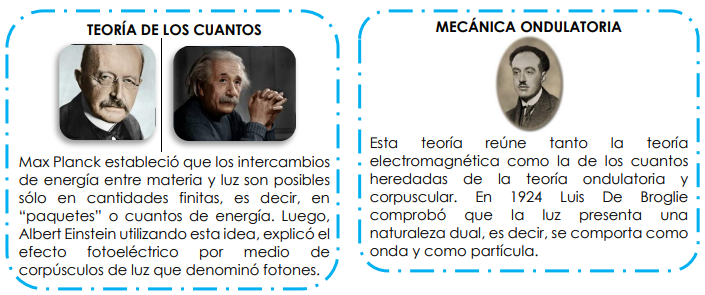 TEORÍA DE LOS CUANTOS
Max Planck estableció que los intercambios
de energía entre materia y luz son posibles
sólo en cantidades finitas, es decir, en
“paquetes” o cuantos de energía. Luego,
Albert Einstein utilizando esta idea, explicó el
efecto fotoeléctrico por medio de
corpúsculos de luz que denominó fotones.
MECÁNICA ONDULATORIA
Esta teoría reúne tanto la teoría
electromagnética como la de los cuantos
heredadas de la teoría ondulatoria y
corpuscular. En 1924 Luis De Broglie
comprobó que la luz presenta una
naturaleza dual, es decir, se comporta como
onda y como partícula.